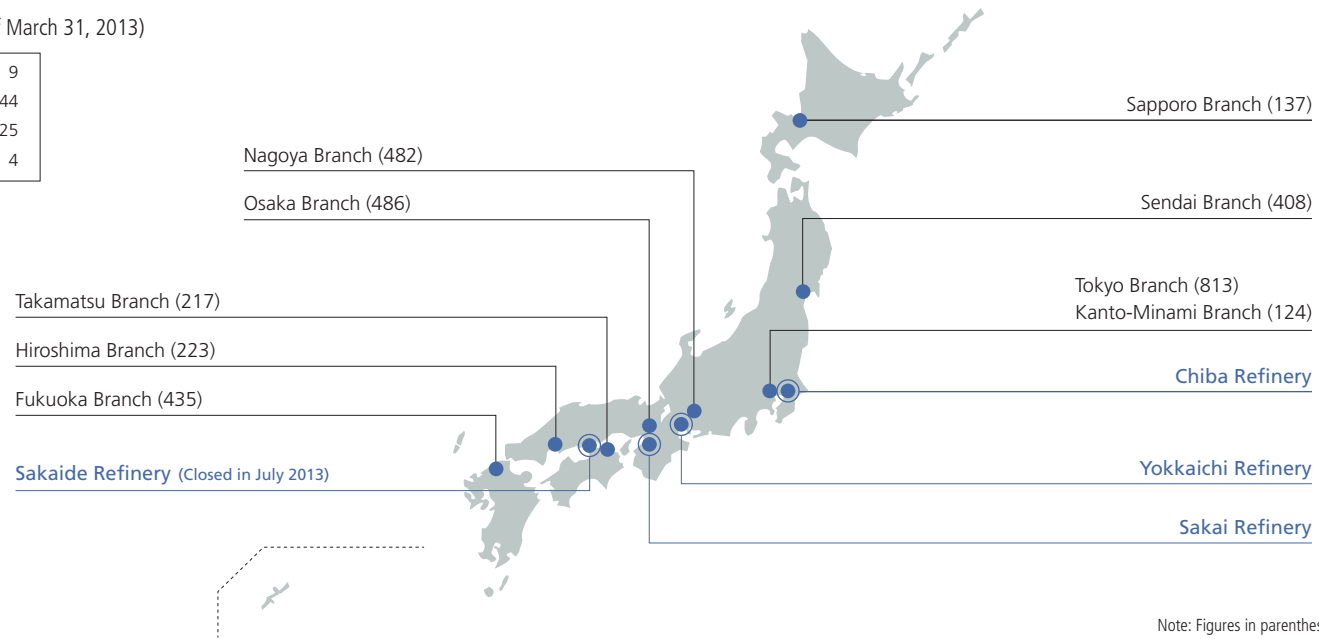 March 31, 2013)
9
44
25
4
Sapporo Branch (137)
Nagoya Branch (482)
Osaka Branch (486)
Sendai Branch (408)
Tokyo Branch (813)
Kanto-Minami Branch (124)
Takamatsu Branch (217)
Hiroshima Branch (223)
Fukuoka Branch (435)
Chiba Refinery
Sakaide Refinery (Closed in July 2013)
Yokkaichi Refinery
Sakai Refinery
Note: Figures in